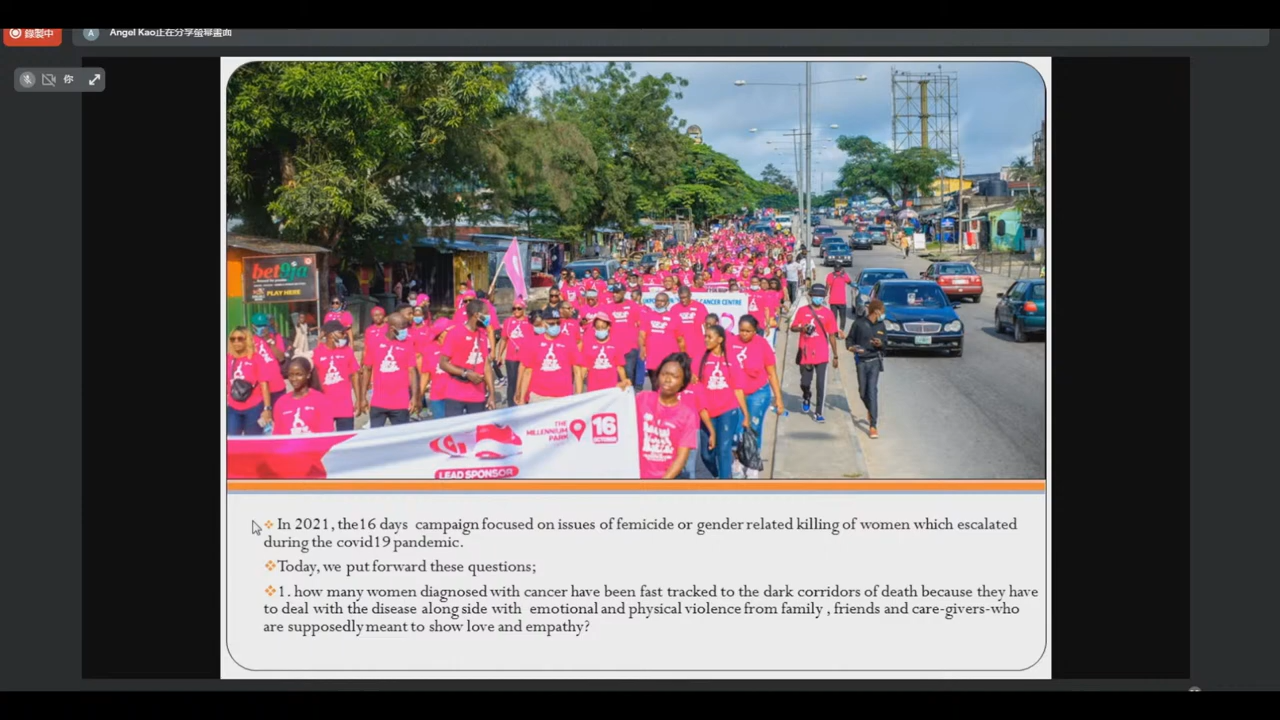 錄製中
A
Angel Kao正在分享螢幕畫面
你
bet9ja
PLAY HERE
CANCER CENTRE
THE
MILLENNIUM
PARK
16
OCTOBER
LEAD SPONSOR
❖ In 2021, the16 days campaign focused on issues of femicide or gender related killing of women which escalated
during the covid19 pandemic.
❖Today, we put forward these questions;
❖1. how many women diagnosed with cancer have been fast tracked to the dark corridors of death because they have
to deal with the disease along side with emotional and physical violence from family , friends and care-givers-who
are supposedly meant to show love and empathy?